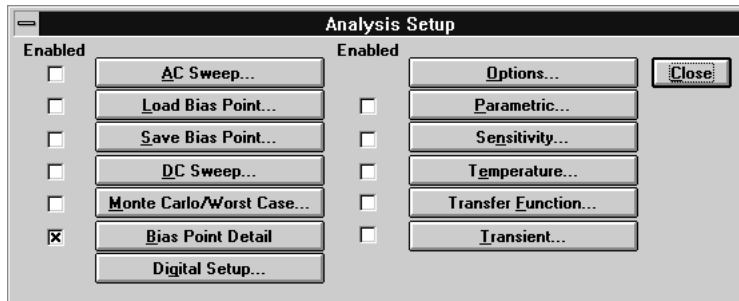 Analysis Setup
Enabled
Enabled
AC Sweep...
Options...
Close
Load Bias Point...
Parametric...
Save Bias Point...
Sensitivity...
DC Sweep...
Temperature...
Monte Carlo/Worst Case...
Transfer Function...
Bias Point Detail
Transient...
Digital Setup...